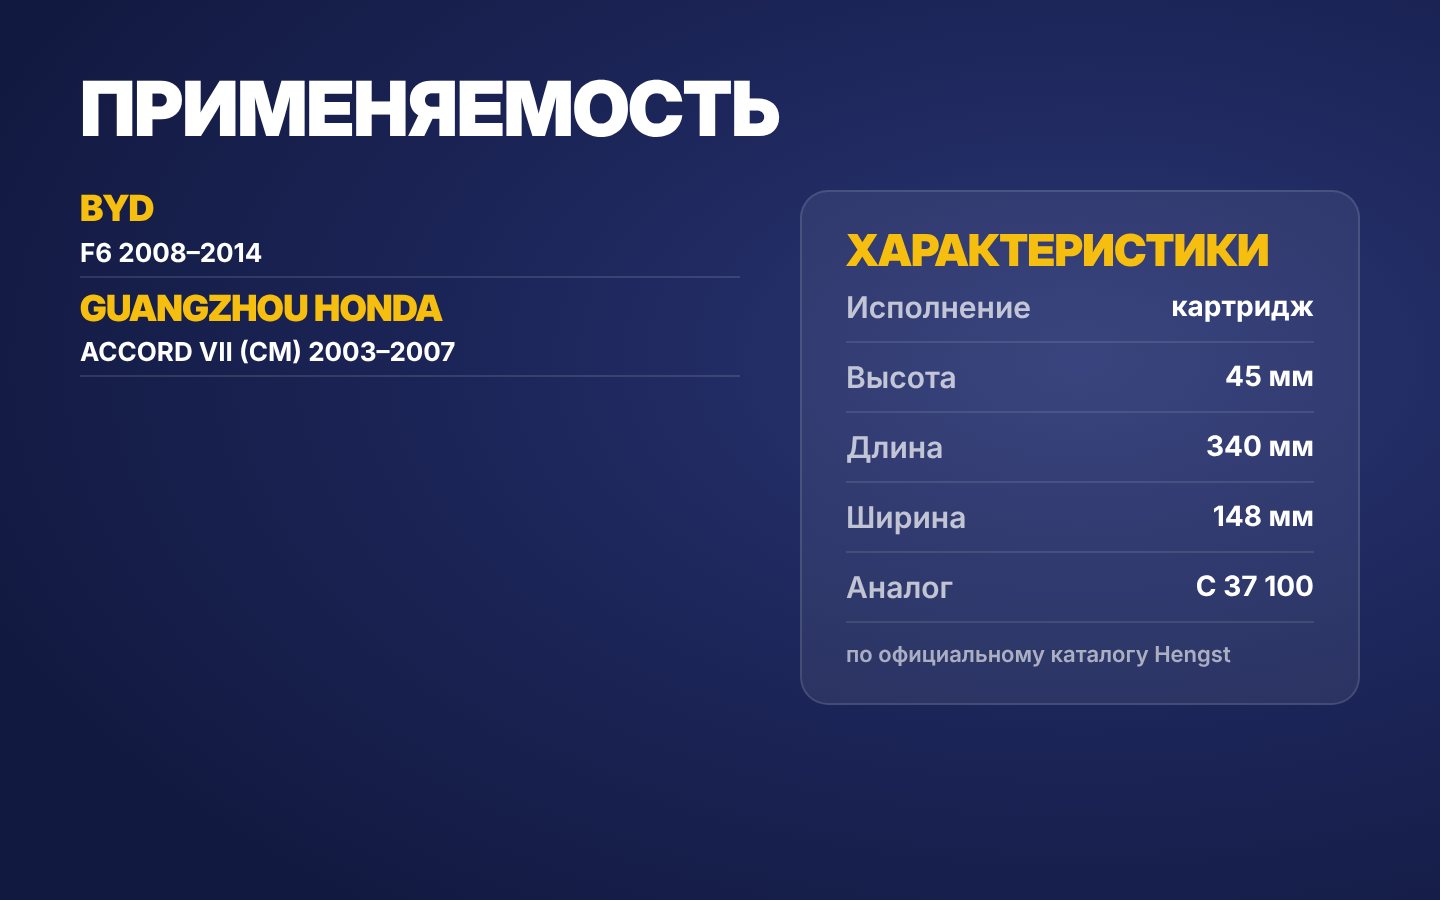 ПРИМЕНЯЕМОСТЬ
BYD
F6 2008–2014
GUANGZHOU HONDA
ACCORD VII (CM) 2003–2007
ХАРАКТЕРИСТИКИ
Исполнение картридж
Высота 45 мм
Длина 340 мм
Ширина 148 мм
Аналог C 37 100
по официальному каталогу Hengst